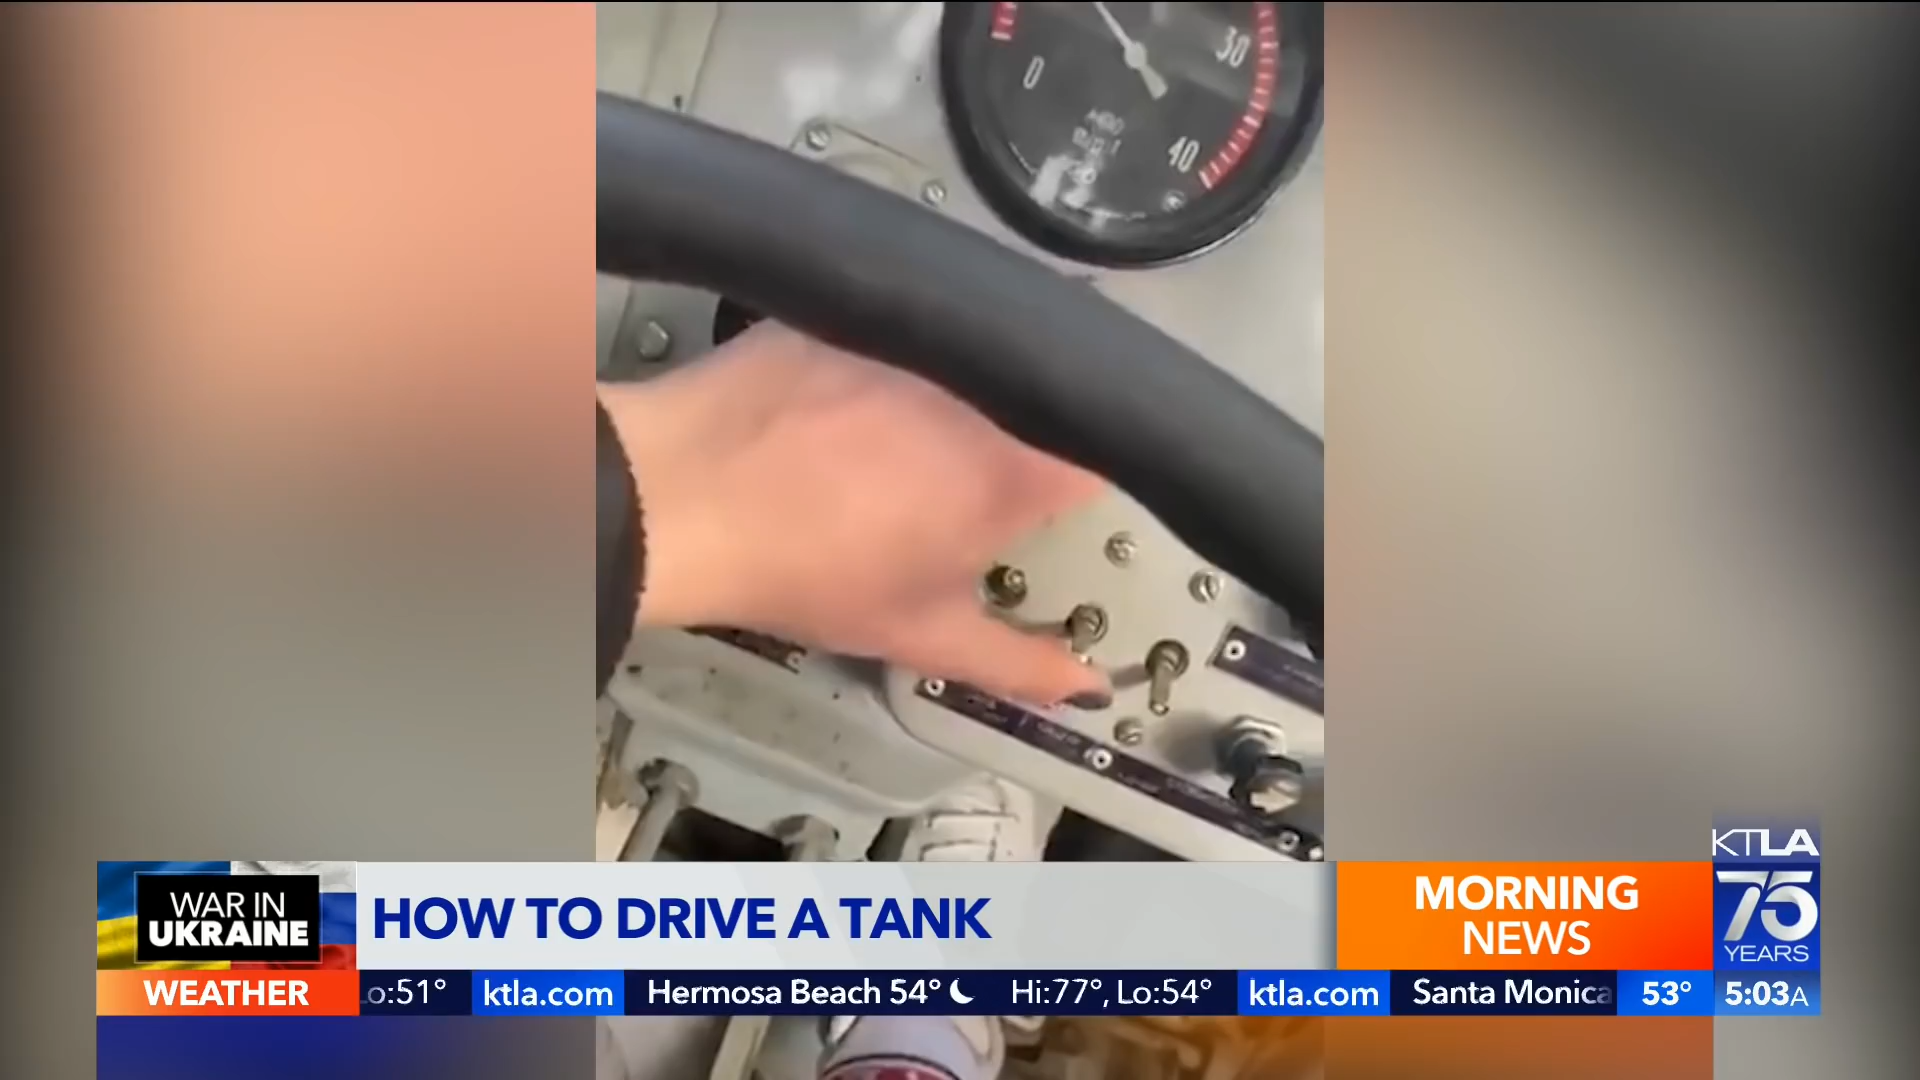 0
30
40
KTLA
75
YEARS
WAR IN
UKRAINE
HOW TO DRIVE A TANK
MORNING
NEWS
WEATHER
Lo:51° ktla.com Hermosa Beach 54° Hi:77°, Lo:54° ktla.com Santa Monica 53° 5:03A